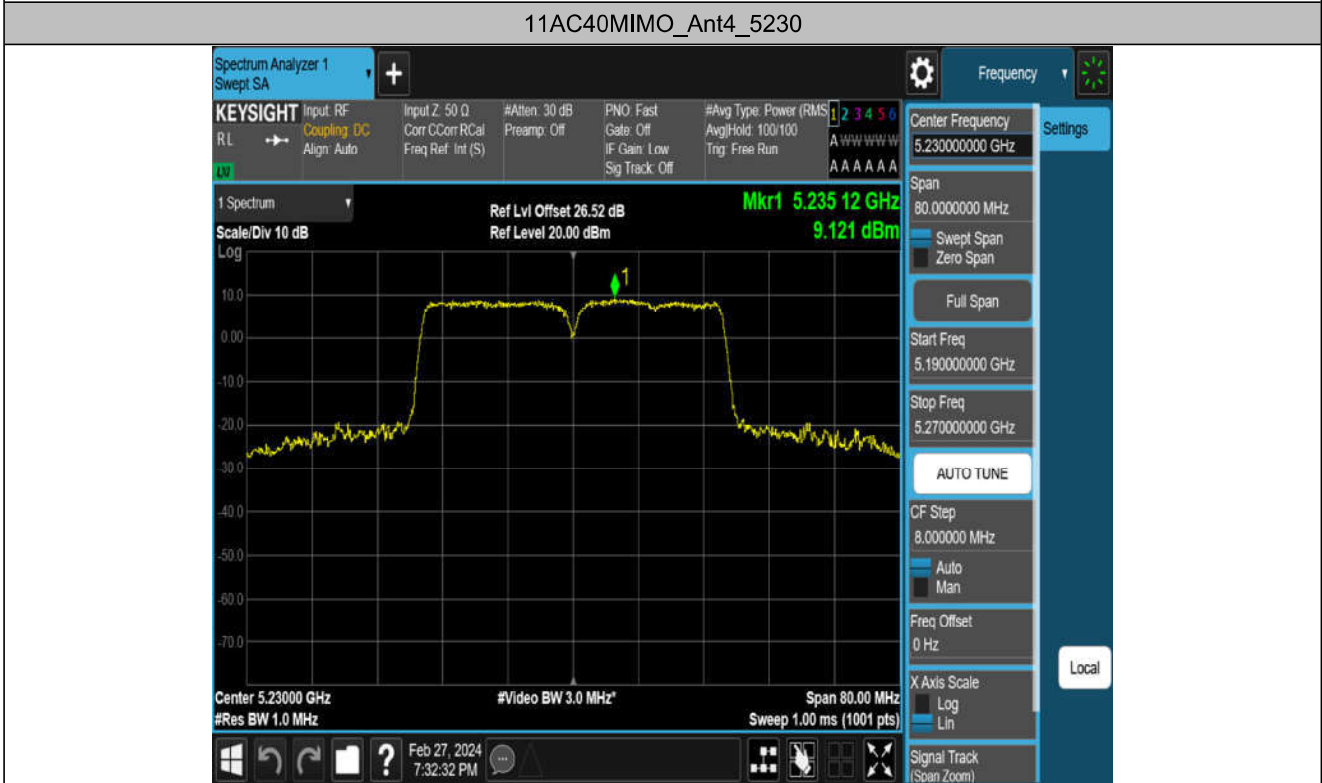 11AC40MIMO_Ant4_5230
Spectrum Analyzer 1
Swept SA
+
Frequency
KEYSIGHT
RL
LXI
Input: RF
Coupling: DC
Align: Auto
Input Z: 50 Ω
Corr CCorr RCal
Freq Ref: Int (S)
#Atten: 30 dB
Preamp: Off
PNO: Fast
Gate: Off
IF Gain: Low
Sig Track: Off
#Avg Type: Power (RMS
Avg|Hold: 100/100
Trig: Free Run
1 2 3 4 5 6
A W W W W W
A A A A A A
1 Spectrum
Scale/Div 10 dB
Log
Ref Lvl Offset 26.52 dB
Ref Level 20.00 dBm
Mkr1 5.235 12 GHz
9.121 dBm
1
10.0
0.00
-10.0
-20.0
-30.0
-40.0
-50.0
-60.0
-70.0
Center 5.23000 GHz
#Res BW 1.0 MHz
#Video BW 3.0 MHz*
Span 80.00 MHz
Sweep 1.00 ms (1001 pts)
?
Feb 27, 2024
7:32:32 PM
Center Frequency
5.230000000 GHz
Settings
Span
80.0000000 MHz
Swept Span
Zero Span
Full Span
Start Freq
5.190000000 GHz
Stop Freq
5.270000000 GHz
AUTO TUNE
CF Step
8.000000 MHz
Auto
Man
Freq Offset
0 Hz
X Axis Scale
Log
Lin
Local
Signal Track
(Span Zoom)